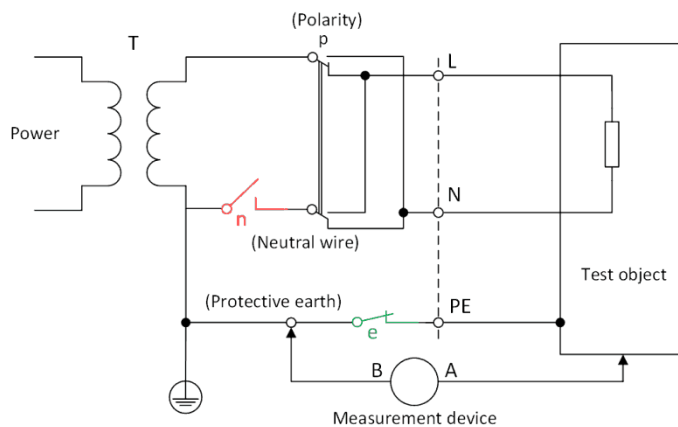 (Polarity)
T
p
L
Power
N
n
(Neutral wire)
Test object
(Protective earth)
PE
e
B
A
Measurement device